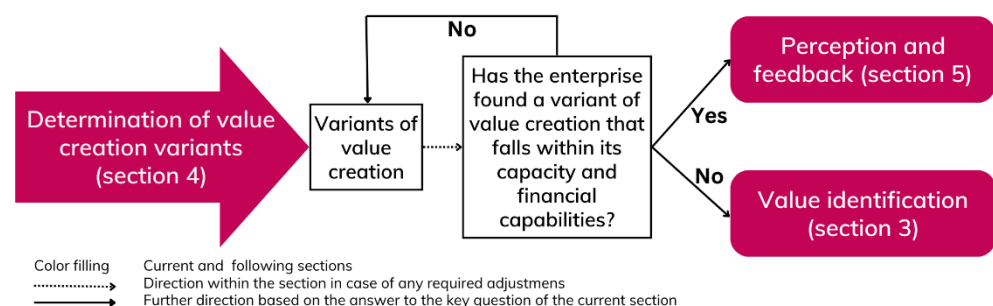 No
Determination of value
creation variants
(section 4)
Variants of
value
creation
Has the enterprise
found a variant of
value creation that
falls within its
capacity and
financial
capabilities?
Yes
No
Perception and
feedback (section 5)
Value identification
(section 3)
Color filling Current and following sections
Direction within the section in case of any required adjustmens
Further direction based on the answer to the key question of the current section